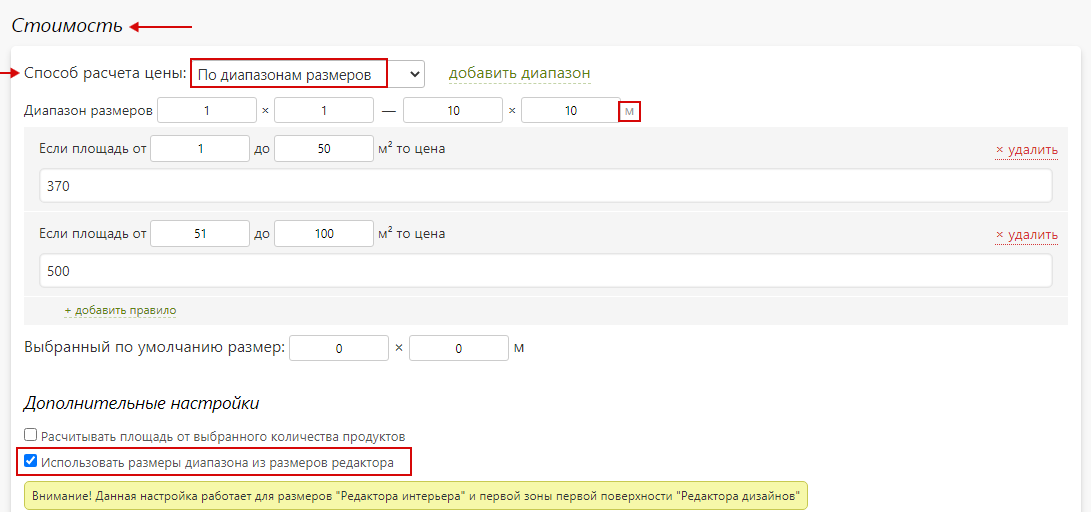 Стоимость
Способ расчета цены: По диапазонам размеров добавить диапазон
Диапазон размеров 1 × 1 — 10 × 10 м
Если площадь от 1 до 50 м² то цена × удалить
370
Если площадь от 51 до 100 м² то цена × удалить
500
+ добавить правило
Выбранный по умолчанию размер: 0 × 0 м
Дополнительные настройки
Расчитывать площадь от выбранного количества продуктов
Использовать размеры диапазона из размеров редактора
Внимание! Данная настройка работает для размеров "Редактора интерьера" и первой зоны первой поверхности "Редактора дизайнов"